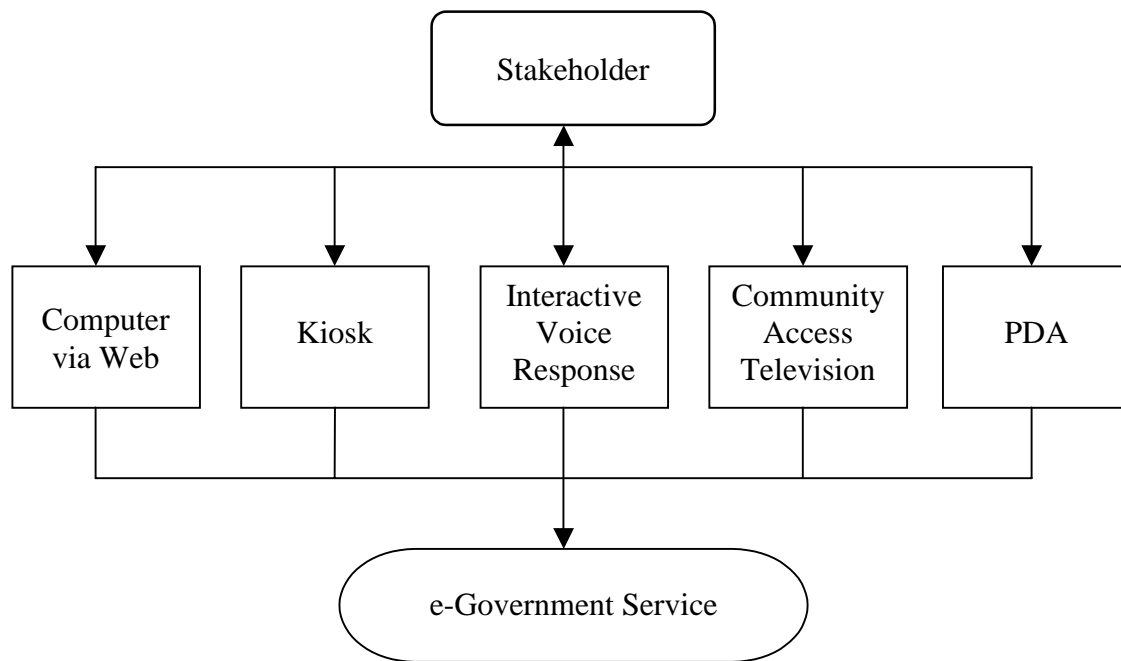 Stakeholder
Computer
via Web
Kiosk
Interactive
Voice
Response
Community
Access
Television
PDA
e-Government Service